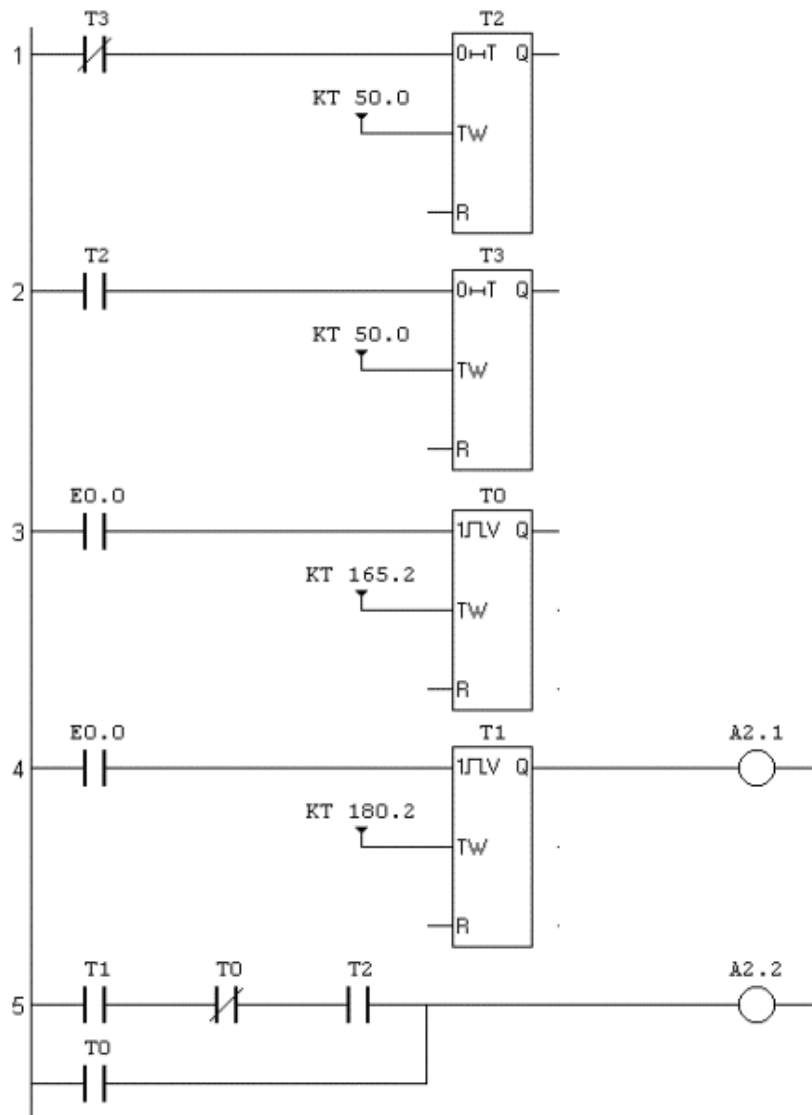 T3 T2
1 0⊢⊣T Q
KT 50.0
TW
R
T2 T3
2 0⊢⊣T Q
KT 50.0
TW
R
E0.0 T0
3 1⎍V Q
KT 165.2
TW
R
E0.0 T1 A2.1
4 1⎍V Q
KT 180.2
TW
R
T1 T0 T2 A2.2
5
T0